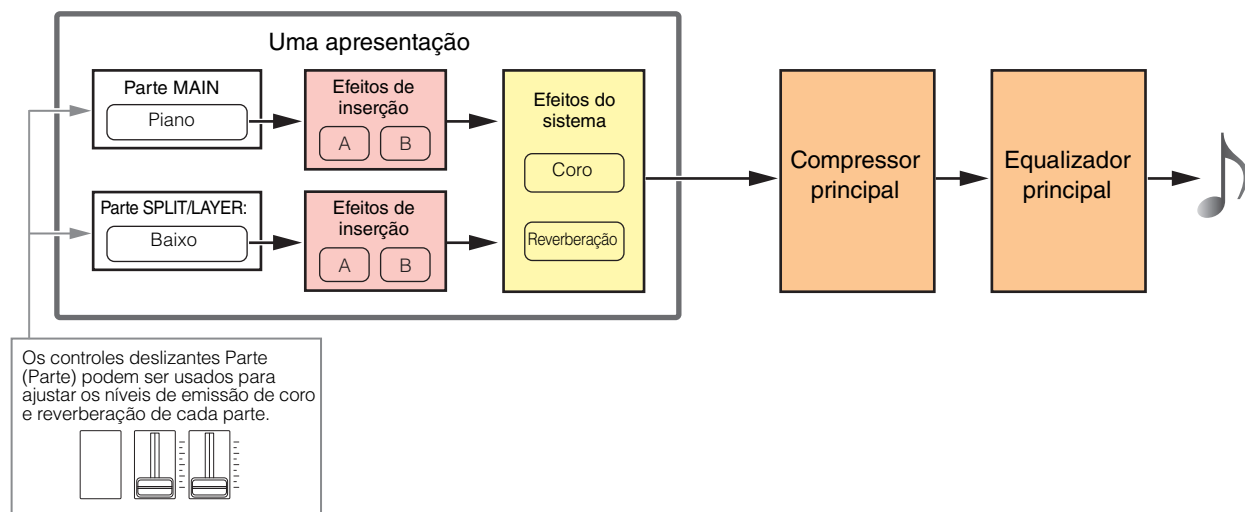 Uma apresentação
Parte MAIN
Piano
Efeitos de
inserção
A B
Parte SPLIT/LAYER:
Baixo
Efeitos de
inserção
A B
Efeitos do
sistema
Coro
Reverberação
Compressor
principal
Equalizador
principal
Os controles deslizantes Parte
(Parte) podem ser usados para
ajustar os níveis de emissão de coro
e reverberação de cada parte.